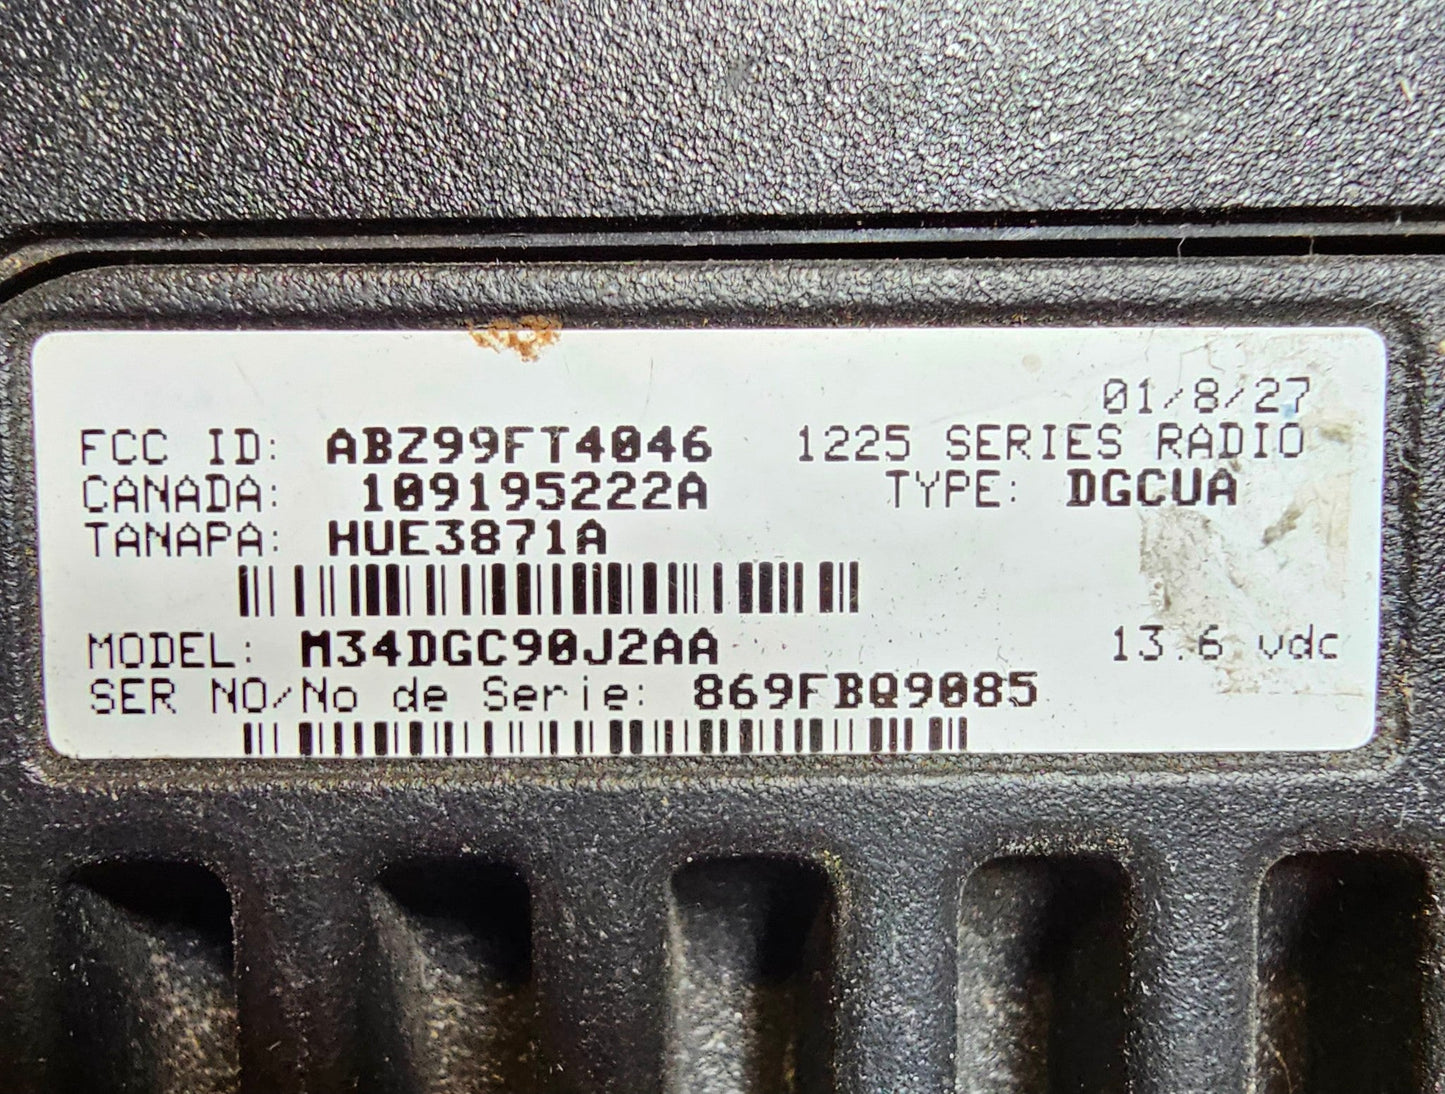 01/8/27
FCC ID: ABZ99FT4046 1225 SERIES RADIO
CANADA: 109195222A TYPE: DGCUA
TANAPA: HUE3871A
MODEL: M34DGC90J2AA 13.6 vdc
SER NO/No de Serie: 869FBQ9085